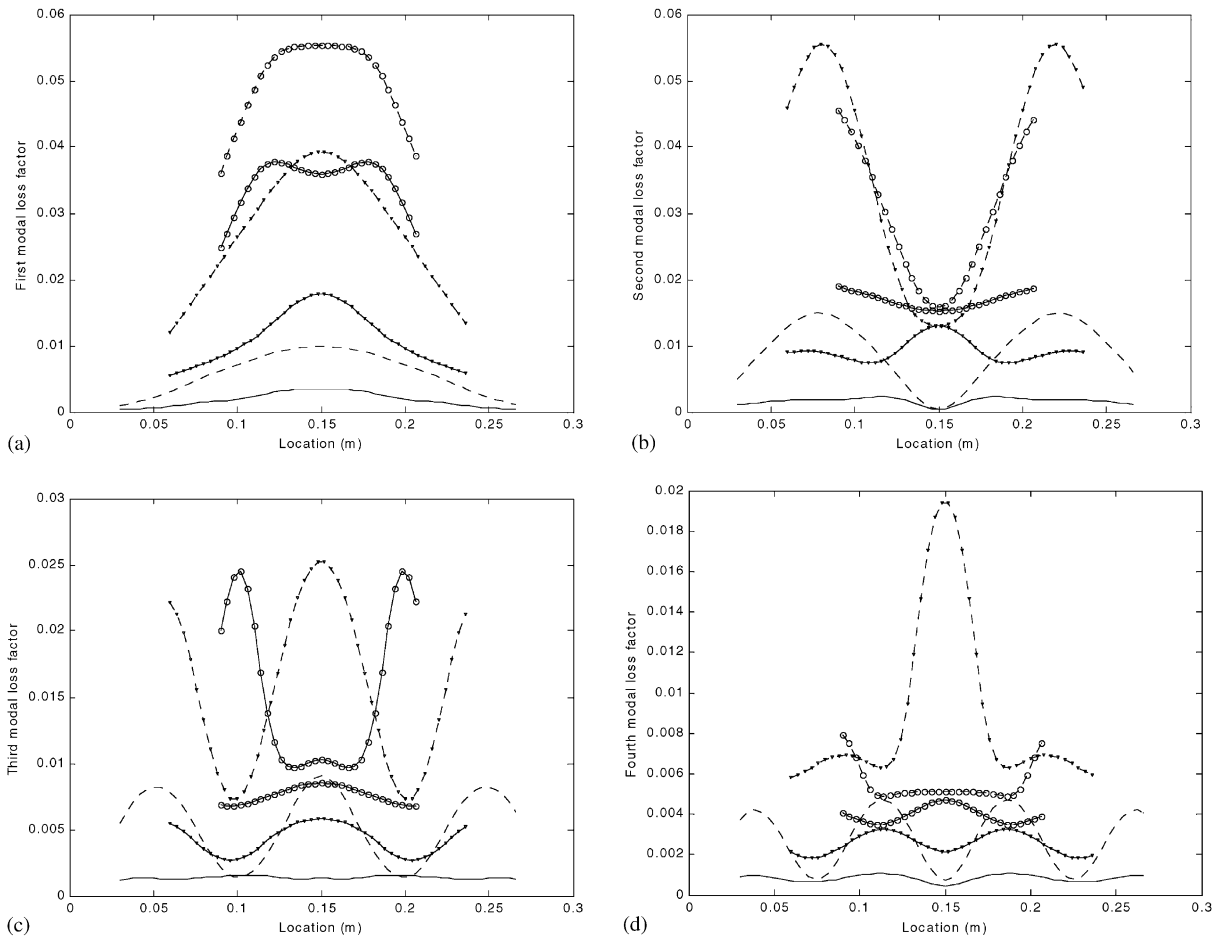 0.06
0.05
0.04
0.03
0.02
0.01
0
First modal loss factor
0 0.05 0.1 0.15 0.2 0.25 0.3
Location (m)
(a)
0.06
0.05
0.04
0.03
0.02
0.01
0
Second modal loss factor
0 0.05 0.1 0.15 0.2 0.25 0.3
Location (m)
(b)
0.03
0.025
0.02
0.015
0.01
0.005
0
Third modal loss factor
0 0.05 0.1 0.15 0.2 0.25 0.3
Location (m)
(c)
0.02
0.018
0.016
0.014
0.012
0.01
0.008
0.006
0.004
0.002
0
Fourth modal loss factor
0 0.05 0.1 0.15 0.2 0.25 0.3
Location (m)
(d)